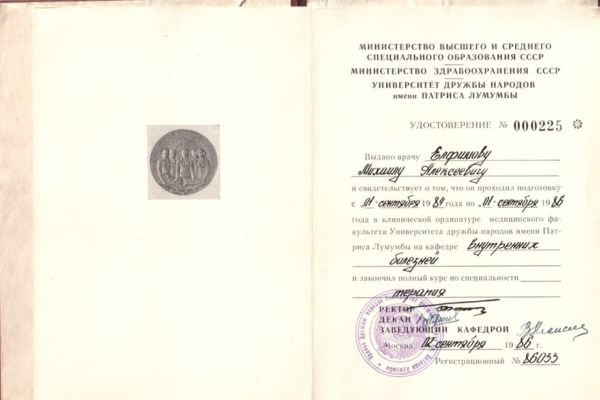 МИНИСТЕРСТВО ВЫСШЕГО И СРЕДНЕГО
СПЕЦИАЛЬНОГО ОБРАЗОВАНИЯ СССР
МИНИСТЕРСТВО ЗДРАВООХРАНЕНИЯ СССР
УНИВЕРСИТЕТ ДРУЖБЫ НАРОДОВ
имени ПАТРИСА ЛУМУМБЫ
УДОСТОВЕРЕНИЕ № 000225
Выдано врачу Елфимову
Михаилу Алексеевичу
и свидетельствует о том, что он проходил подготовку
с 01 сентября 1984 года по 01 сентября 1986
года в клинической ординатуре медицинского фа-
культета Университета дружбы народов имени Пат-
риса Лумумбы на кафедре Внутренних
болезней
и закончил полный курс по специальности
терапия
РЕКТОР
ДЕКАН
ЗАВЕДУЮЩИЙ КАФЕДРОЙ
Москва, 02 сентября 1986 г.
Регистрационный № 86033